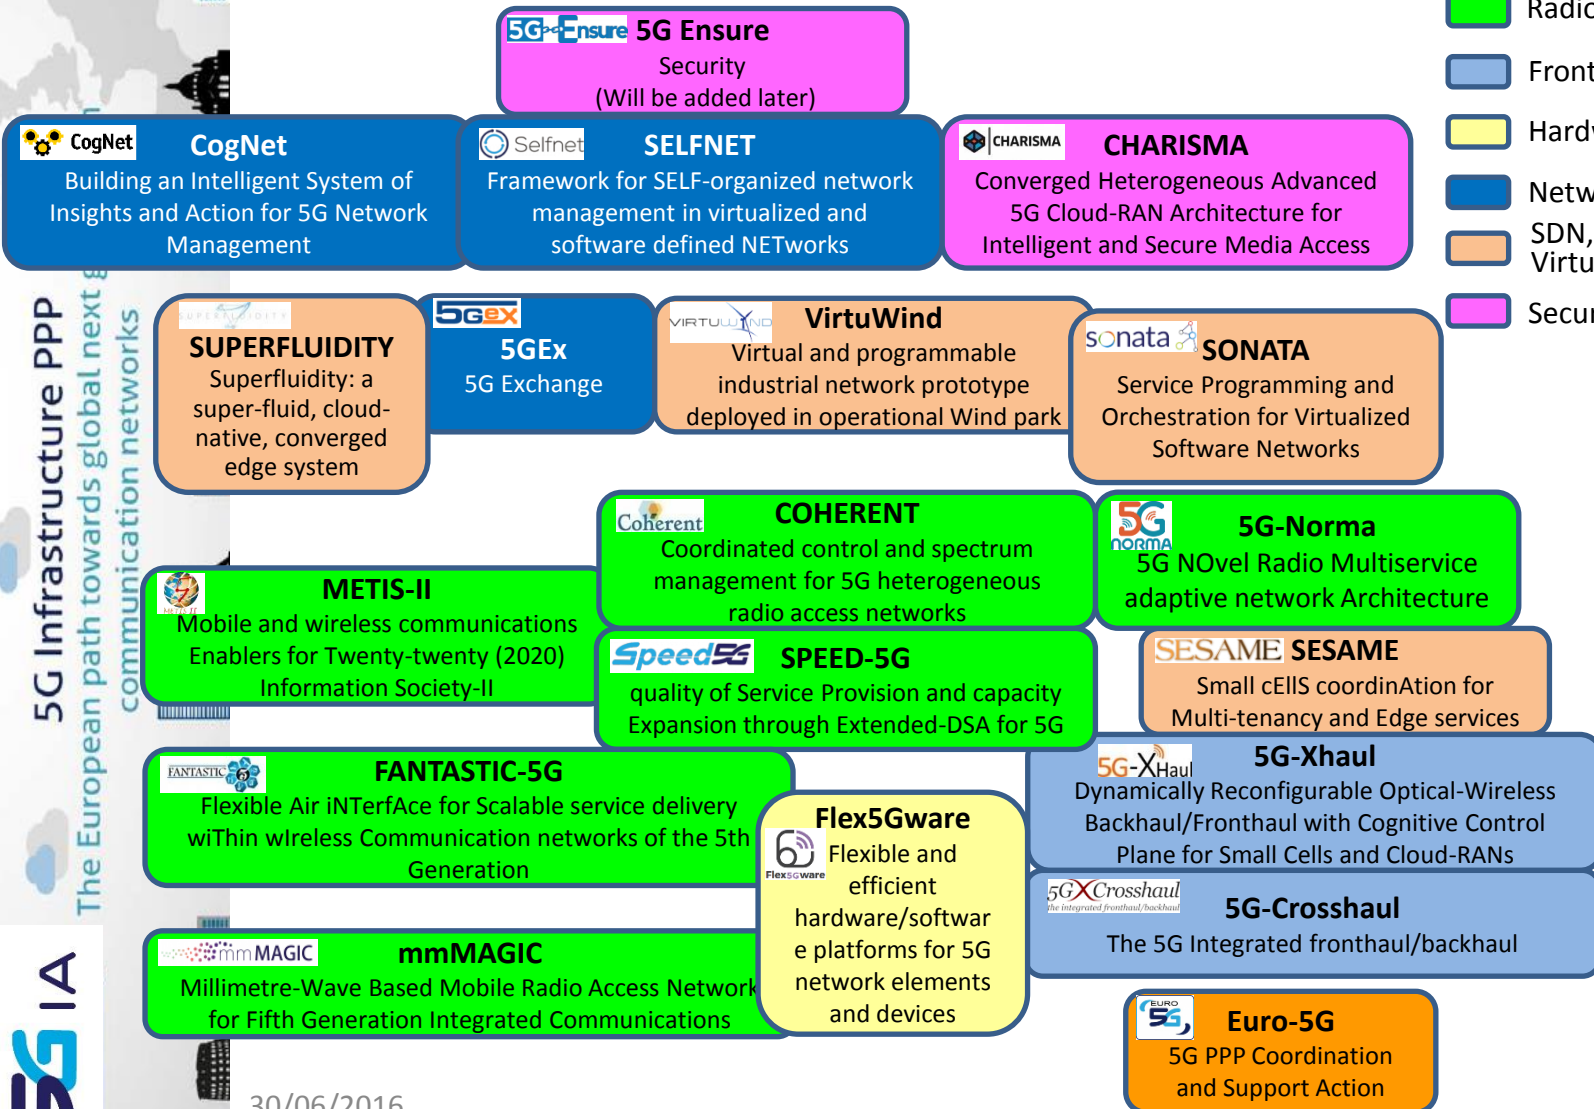 5G Ensure 5G Ensure
Security
(Will be added later)
CogNet CogNet
Building an Intelligent System of
Insights and Action for 5G Network
Management
Selfnet SELFNET
Framework for SELF-organized network
management in virtualized and
software defined NETworks
CHARISMA CHARISMA
Converged Heterogeneous Advanced
5G Cloud-RAN Architecture for
Intelligent and Secure Media Access
SDN,
SUPERFLUIDITY
SUPERFLUIDITY
Superfluidity: a
super-fluid, cloud-
native, converged
edge system
5Gex
5GEx
5G Exchange
VIRTUWIND VirtuWind
Virtual and programmable
industrial network prototype
deployed in operational Wind park
sonata SONATA
Service Programming and
Orchestration for Virtualized
Software Networks
Coherent COHERENT
Coordinated control and spectrum
management for 5G heterogeneous
radio access networks
5G NORMA
5G-Norma
5G NOvel Radio Multiservice
adaptive network Architecture
METIS II METIS-II
Mobile and wireless communications
Enablers for Twenty-twenty (2020)
Information Society-II
Speed5G SPEED-5G
quality of Service Provision and capacity
Expansion through Extended-DSA for 5G
SESAME SESAME
Small cEllS coordinAtion for
Multi-tenancy and Edge services
FANTASTIC 5G FANTASTIC-5G
Flexible Air iNTerfAce for Scalable service delivery
wiThin wIreless Communication networks of the 5th
Generation
Flex5Gware
Flex5Gware
Flexible and
efficient
hardware/softwar
e platforms for 5G
network elements
and devices
5G-XHaul 5G-Xhaul
Dynamically Reconfigurable Optical-Wireless
Backhaul/Fronthaul with Cognitive Control
Plane for Small Cells and Cloud-RANs
5GXCrosshaul
the integrated fronthaul/backhaul
5G-Crosshaul
The 5G Integrated fronthaul/backhaul
mmMAGIC mmMAGIC
Millimetre-Wave Based Mobile Radio Access Network
for Fifth Generation Integrated Communications
EURO 5G
Euro-5G
5G PPP Coordination
and Support Action
5G Infrastructure PPP
The European path towards global next
communication networks
5G IA
30/06/2016